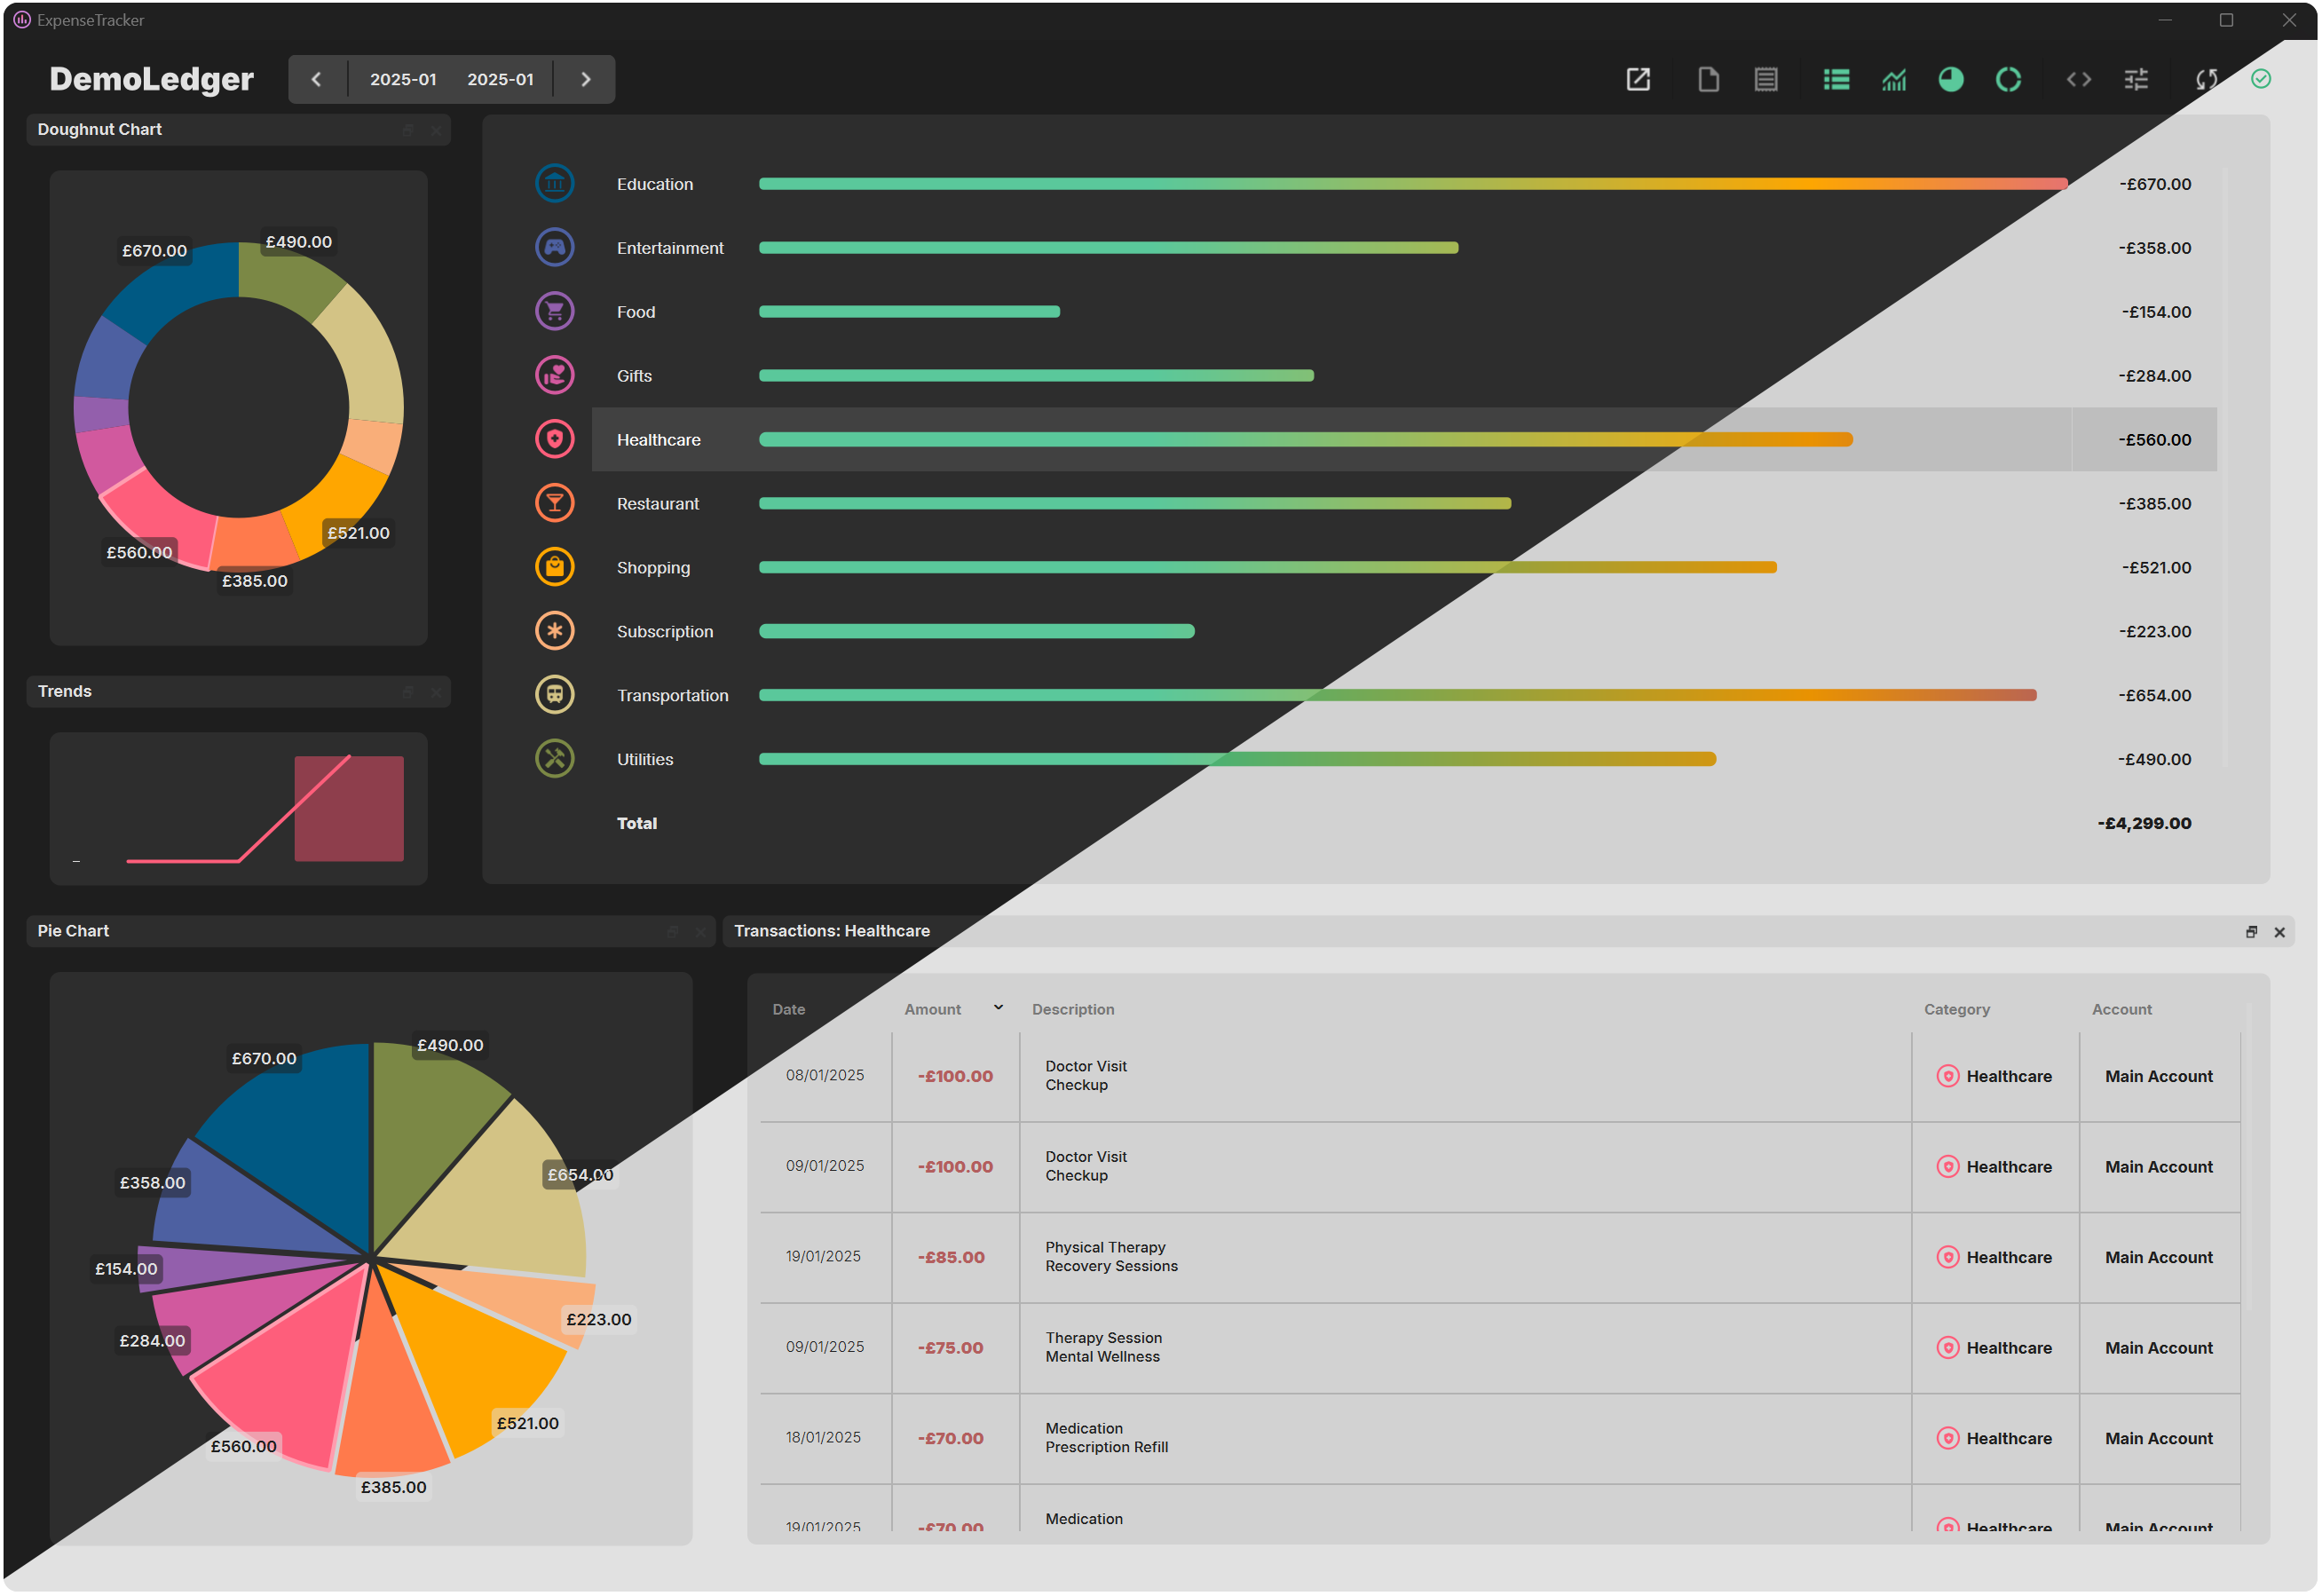 ExpenseTracker
DemoLedger
2025-01 2025-01
Doughnut Chart
£670.00
£490.00
£521.00
£560.00
£385.00
Education -£670.00
Entertainment -£358.00
Food -£154.00
Gifts -£284.00
Healthcare -£560.00
Restaurant -£385.00
Shopping -£521.00
Subscription -£223.00
Transportation -£654.00
Utilities -£490.00
Total -£4,299.00
Trends
Pie Chart
£490.00
£670.00
£654.00
£358.00
£154.00
£223.00
£284.00
£521.00
£560.00
£385.00
Transactions: Healthcare
Date Amount Description Category Account
08/01/2025 -£100.00 Doctor Visit Healthcare Main Account
Checkup
09/01/2025 -£100.00 Doctor Visit Healthcare Main Account
Checkup
19/01/2025 -£85.00 Physical Therapy Healthcare Main Account
Recovery Sessions
09/01/2025 -£75.00 Therapy Session Healthcare Main Account
Mental Wellness
18/01/2025 -£70.00 Medication Healthcare Main Account
Prescription Refill
19/01/2025 -£70.00 Medication Healthcare Main Account